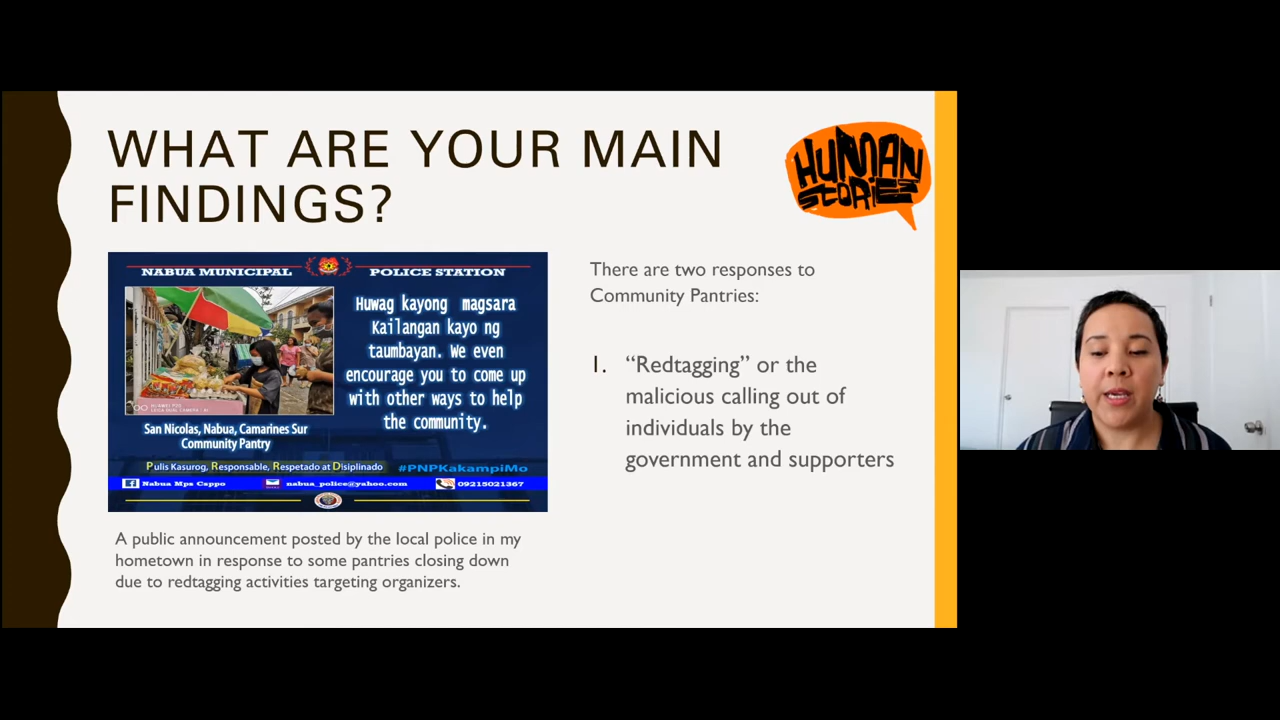 WHAT ARE YOUR MAIN
FINDINGS?
HUMAN
STORIES
NABUA MUNICIPAL POLICE STATION
Huwag kayong magsara
Kailangan kayo ng
taumbayan. We even
encourage you to come up
with other ways to help
the community.
San Nicolas, Nabua, Camarines Sur
Community Pantry
Pulis Kasurog, Responsable, Respetado at Disiplinado #PNPKakampiMo
Nabua Mps Csppo nabua_police@yahoo.com 09215021367
A public announcement posted by the local police in my
hometown in response to some pantries closing down
due to redtagging activities targeting organizers.
There are two responses to
Community Pantries:
1. “Redtagging” or the
malicious calling out of
individuals by the
government and supporters